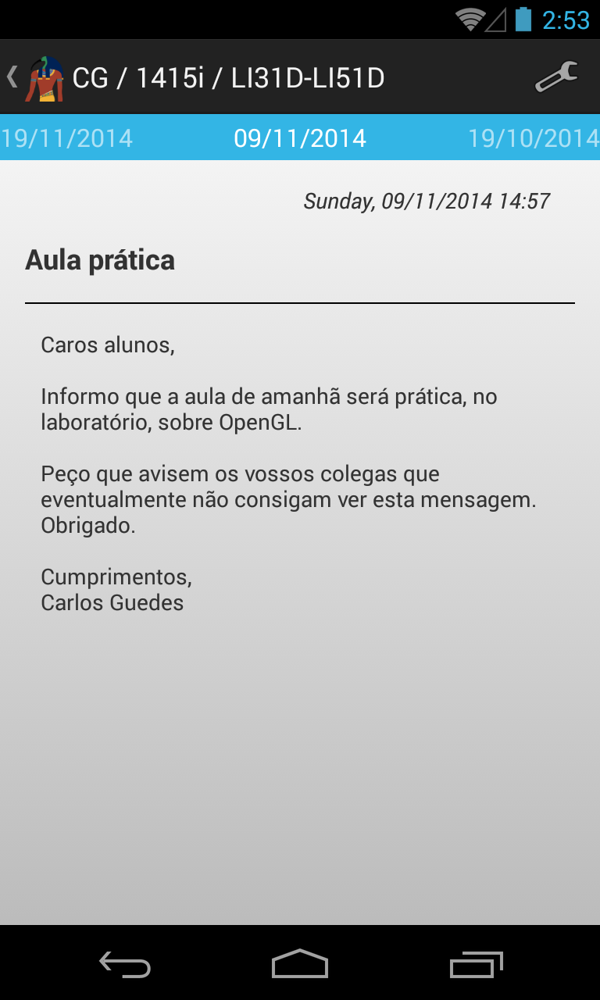 2:53
CG / 1415i / LI31D-LI51D
19/11/2014 09/11/2014 19/10/2014
Sunday, 09/11/2014 14:57
Aula prática
Caros alunos,
Informo que a aula de amanhã será prática, no
laboratório, sobre OpenGL.
Peço que avisem os vossos colegas que
eventualmente não consigam ver esta mensagem.
Obrigado.
Cumprimentos,
Carlos Guedes